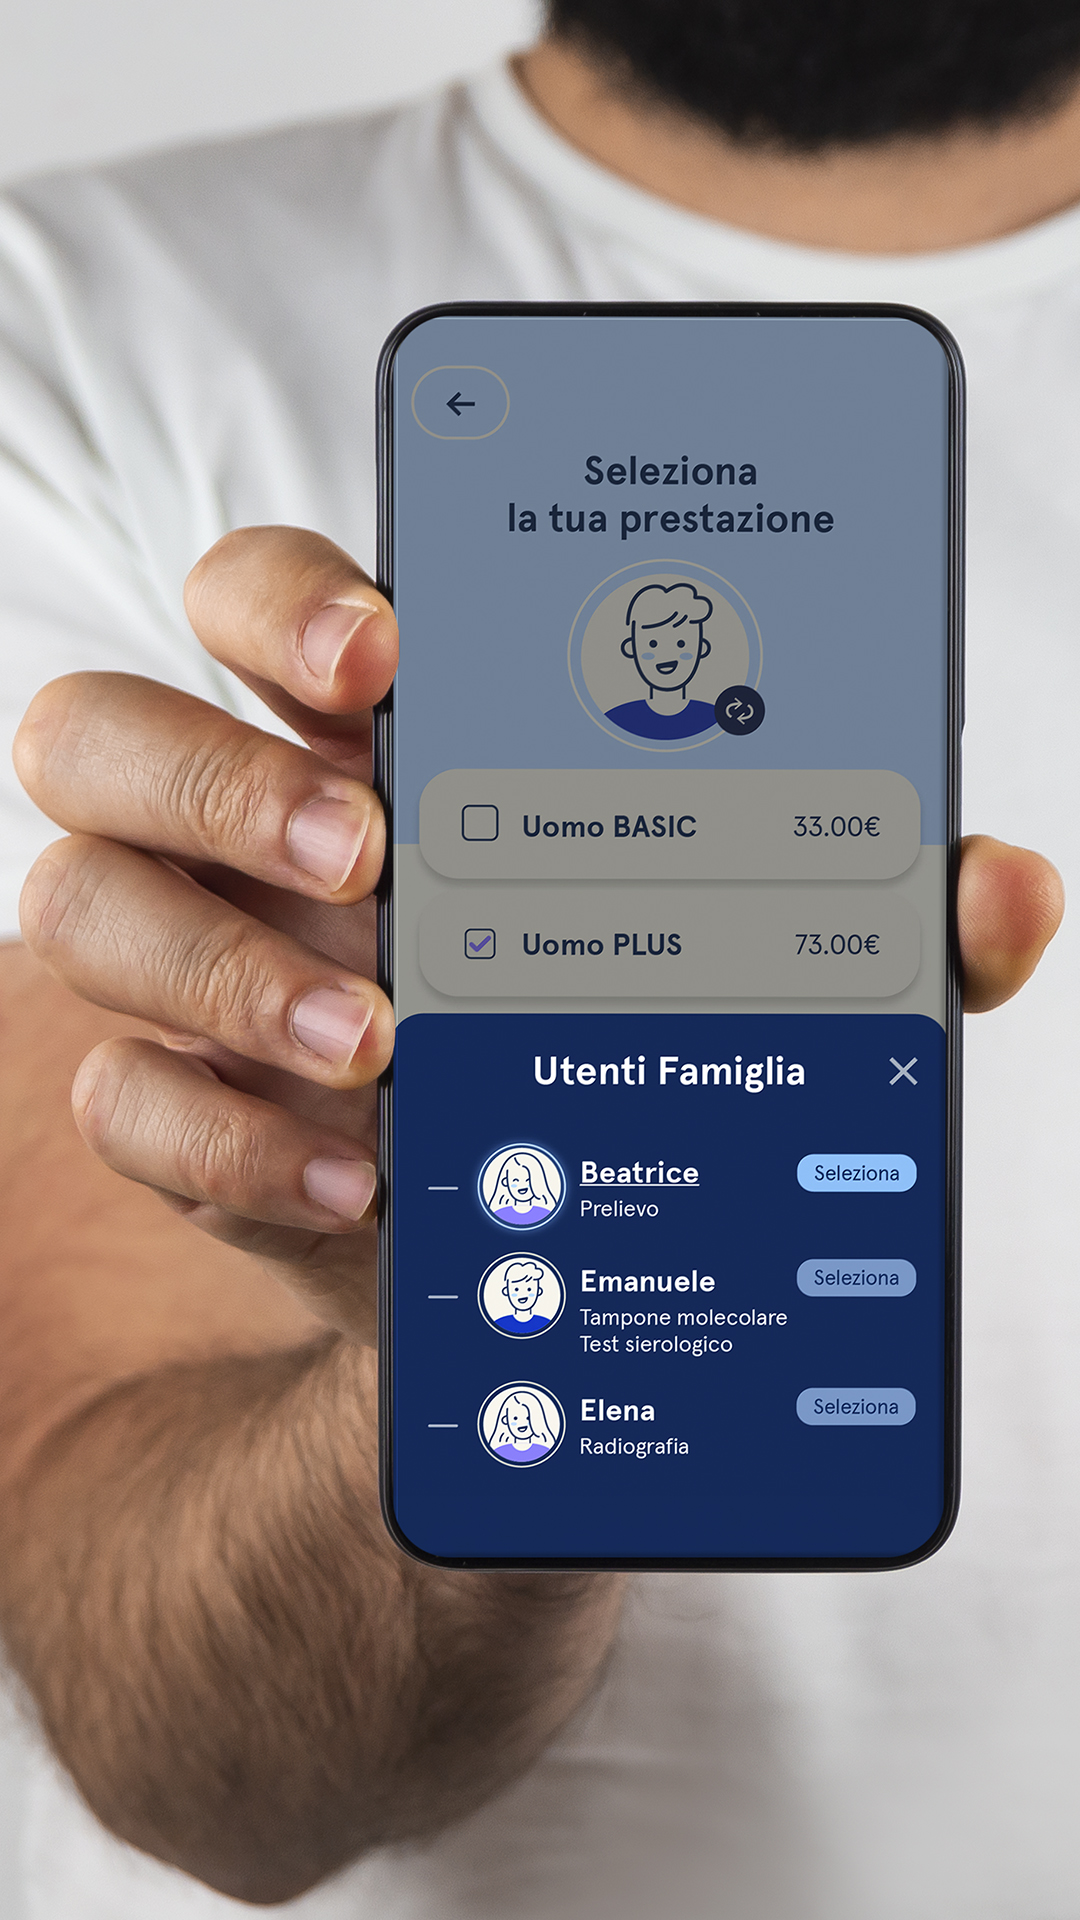 Seleziona
la tua prestazione
Uomo BASIC 33.00€
Uomo PLUS 73.00€
Utenti Famiglia
Beatrice Seleziona
Prelievo
Emanuele Seleziona
Tampone molecolare
Test sierologico
Elena Seleziona
Radiografia